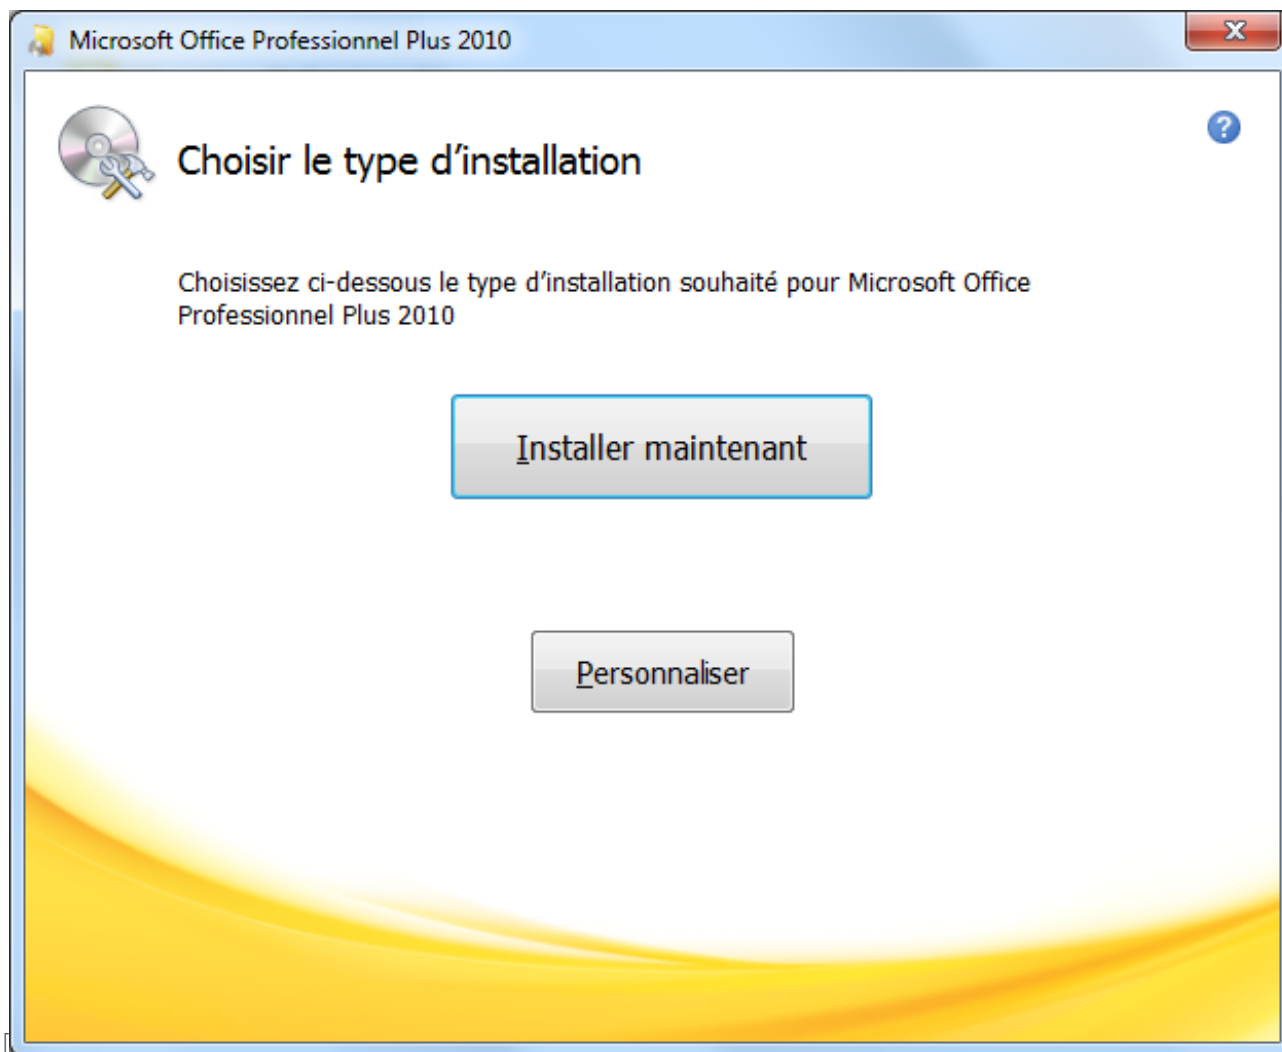 Microsoft Office Professionnel Plus 2010
x
?
Choisir le type d’installation
Choisissez ci-dessous le type d’installation souhaité pour Microsoft Office
Professionnel Plus 2010
Installer maintenant
Personnaliser